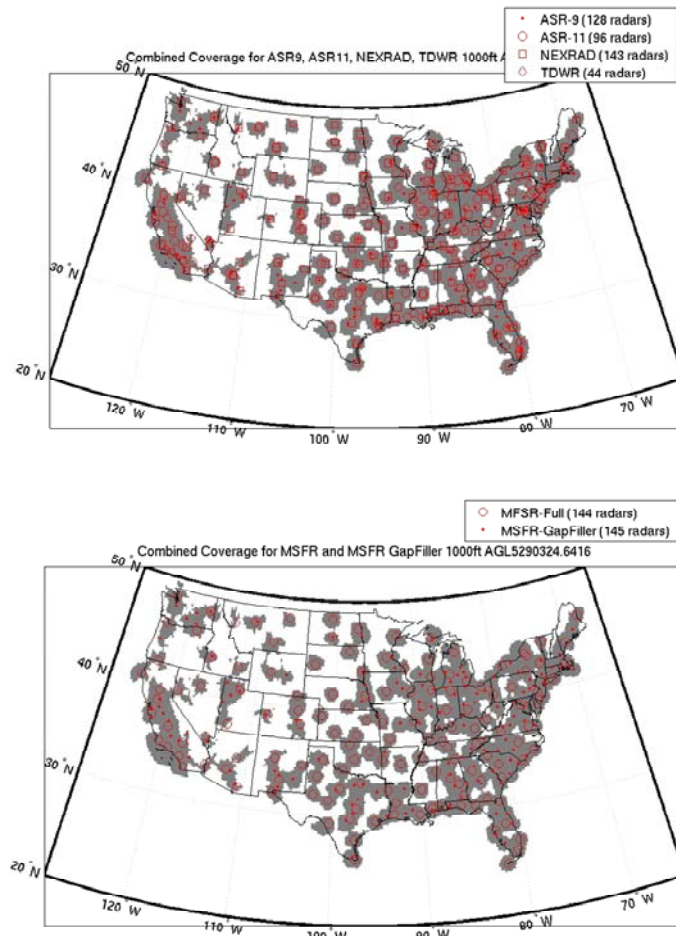 ASR-9 (128 radars)
ASR-11 (96 radars)
NEXRAD (143 radars)
TDWR (44 radars)
Combined Coverage for ASR9, ASR11, NEXRAD, TDWR 1000ft A
50°N
40°N
30°N
20°N
120°W
110°W
100°W
90°W
80°W
70°W
MFSR-Full (144 radars)
MSFR-GapFiller (145 radars)
Combined Coverage for MSFR and MSFR GapFiller 1000ft AGL5290324.6416
50°N
40°N
30°N
20°N
120°W
110°W
100°W
90°W
80°W
70°W